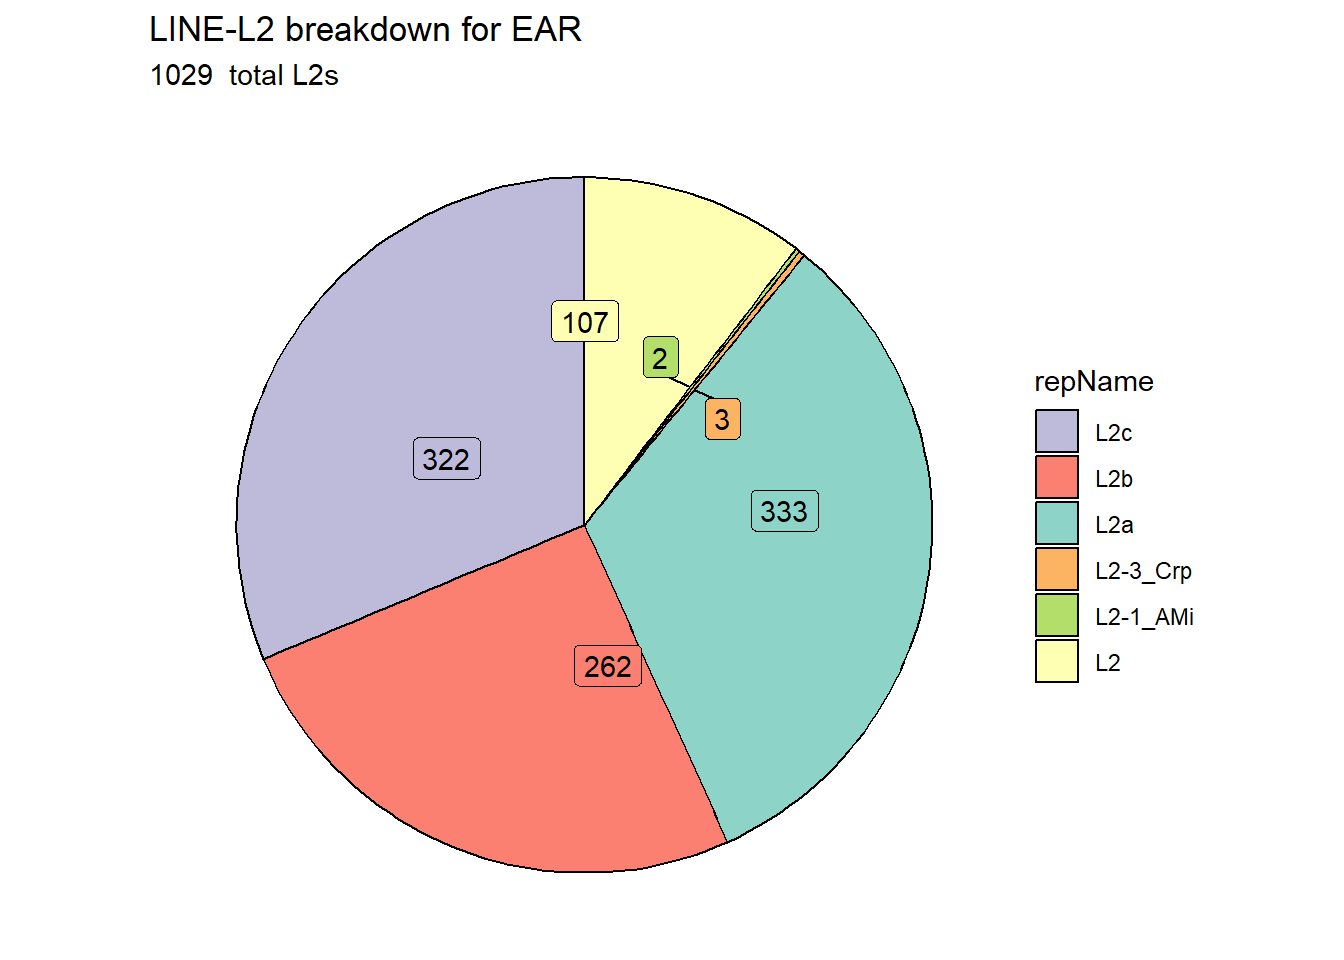 LINE-L2 breakdown for EAR
1029  total L2s
107
2
3
322
333
262
repName
L2c
L2b
L2a
L2-3_Crp
L2-1_AMi
L2